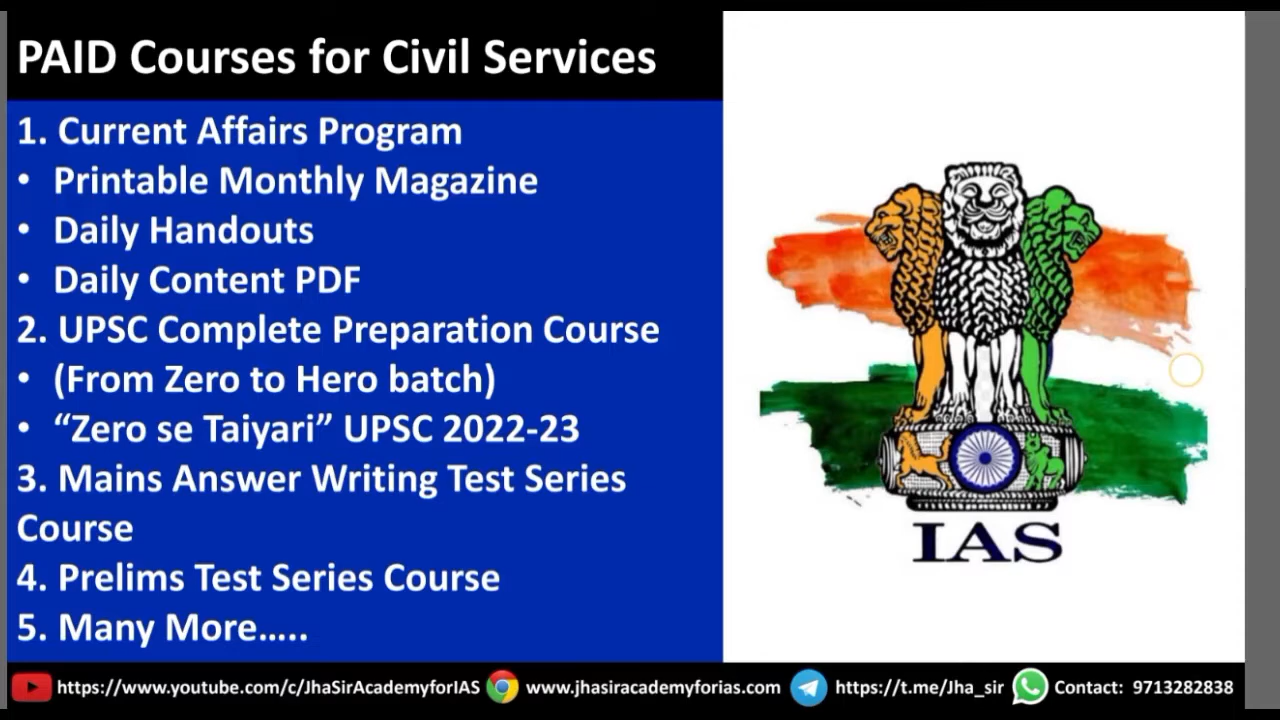 PAID Courses for Civil Services
1. Current Affairs Program
• Printable Monthly Magazine
• Daily Handouts
• Daily Content PDF
2. UPSC Complete Preparation Course
• (From Zero to Hero batch)
• “Zero se Taiyari” UPSC 2022-23
3. Mains Answer Writing Test Series
Course
4. Prelims Test Series Course
5. Many More.....
IAS
https://www.youtube.com/c/JhaSirAcademyforIAS www.jhasiracademyforias.com https://t.me/Jha_sir Contact: 9713282838